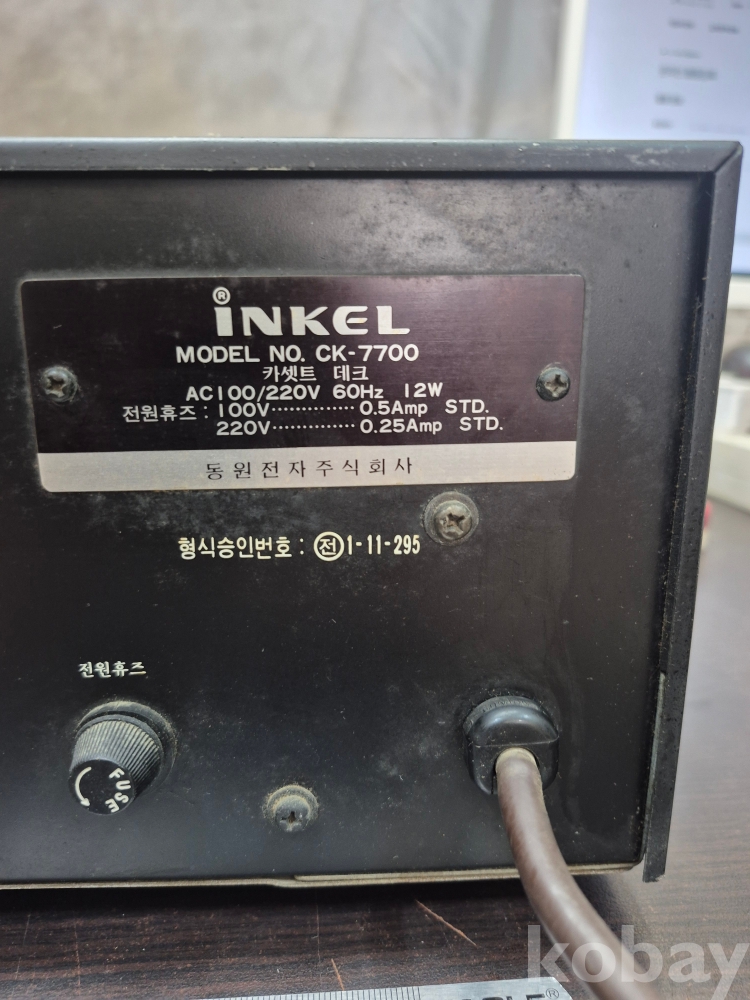 ® iNKEL
MODEL NO. CK-7700
카셋트 데크
AC100/220V 60Hz 12W
전원휴즈 : 100V·············· 0.5Amp STD.
220V·············· 0.25Amp STD.
동원전자주식회사
형식승인번호 : 전 1-11-295
전원휴즈
FUSE
kobay